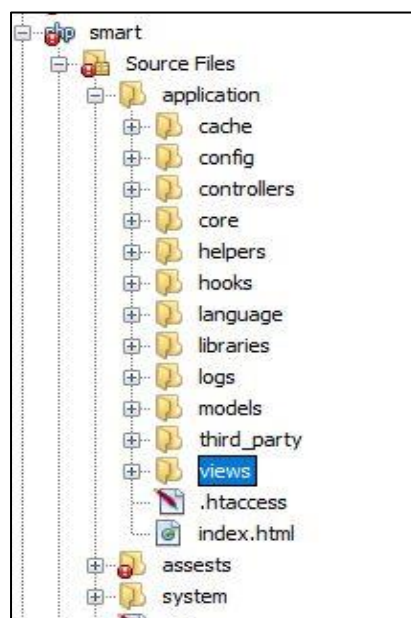 php smart
Source Files
application
cache
config
controllers
core
helpers
hooks
language
libraries
logs
models
third_party
views
.htaccess
index.html
assests
system